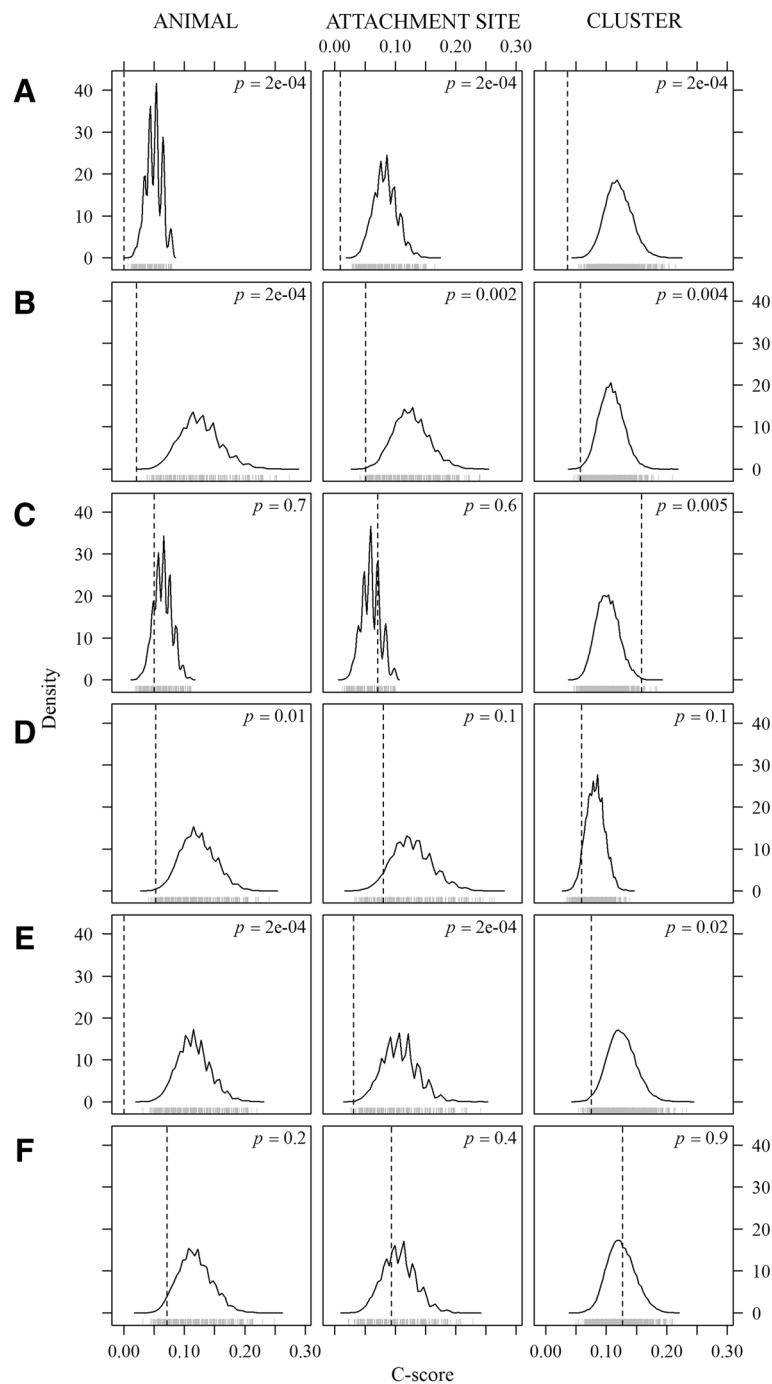 ANIMAL ATTACHMENT SITE CLUSTER
0.00 0.10 0.20 0.30
A
p = 2e-04 p = 2e-04 p = 2e-04
40
30
20
10
0
B
p = 2e-04 p = 0.002 p = 0.004
40
30
20
10
0
C
p = 0.7 p = 0.6 p = 0.005
40
30
20
10
0
Density
D
p = 0.01 p = 0.1 p = 0.1
40
30
20
10
0
E
p = 2e-04 p = 2e-04 p = 0.02
40
30
20
10
0
F
p = 0.2 p = 0.4 p = 0.9
40
30
20
10
0
0.00 0.10 0.20 0.30 0.00 0.10 0.20 0.30
C-score